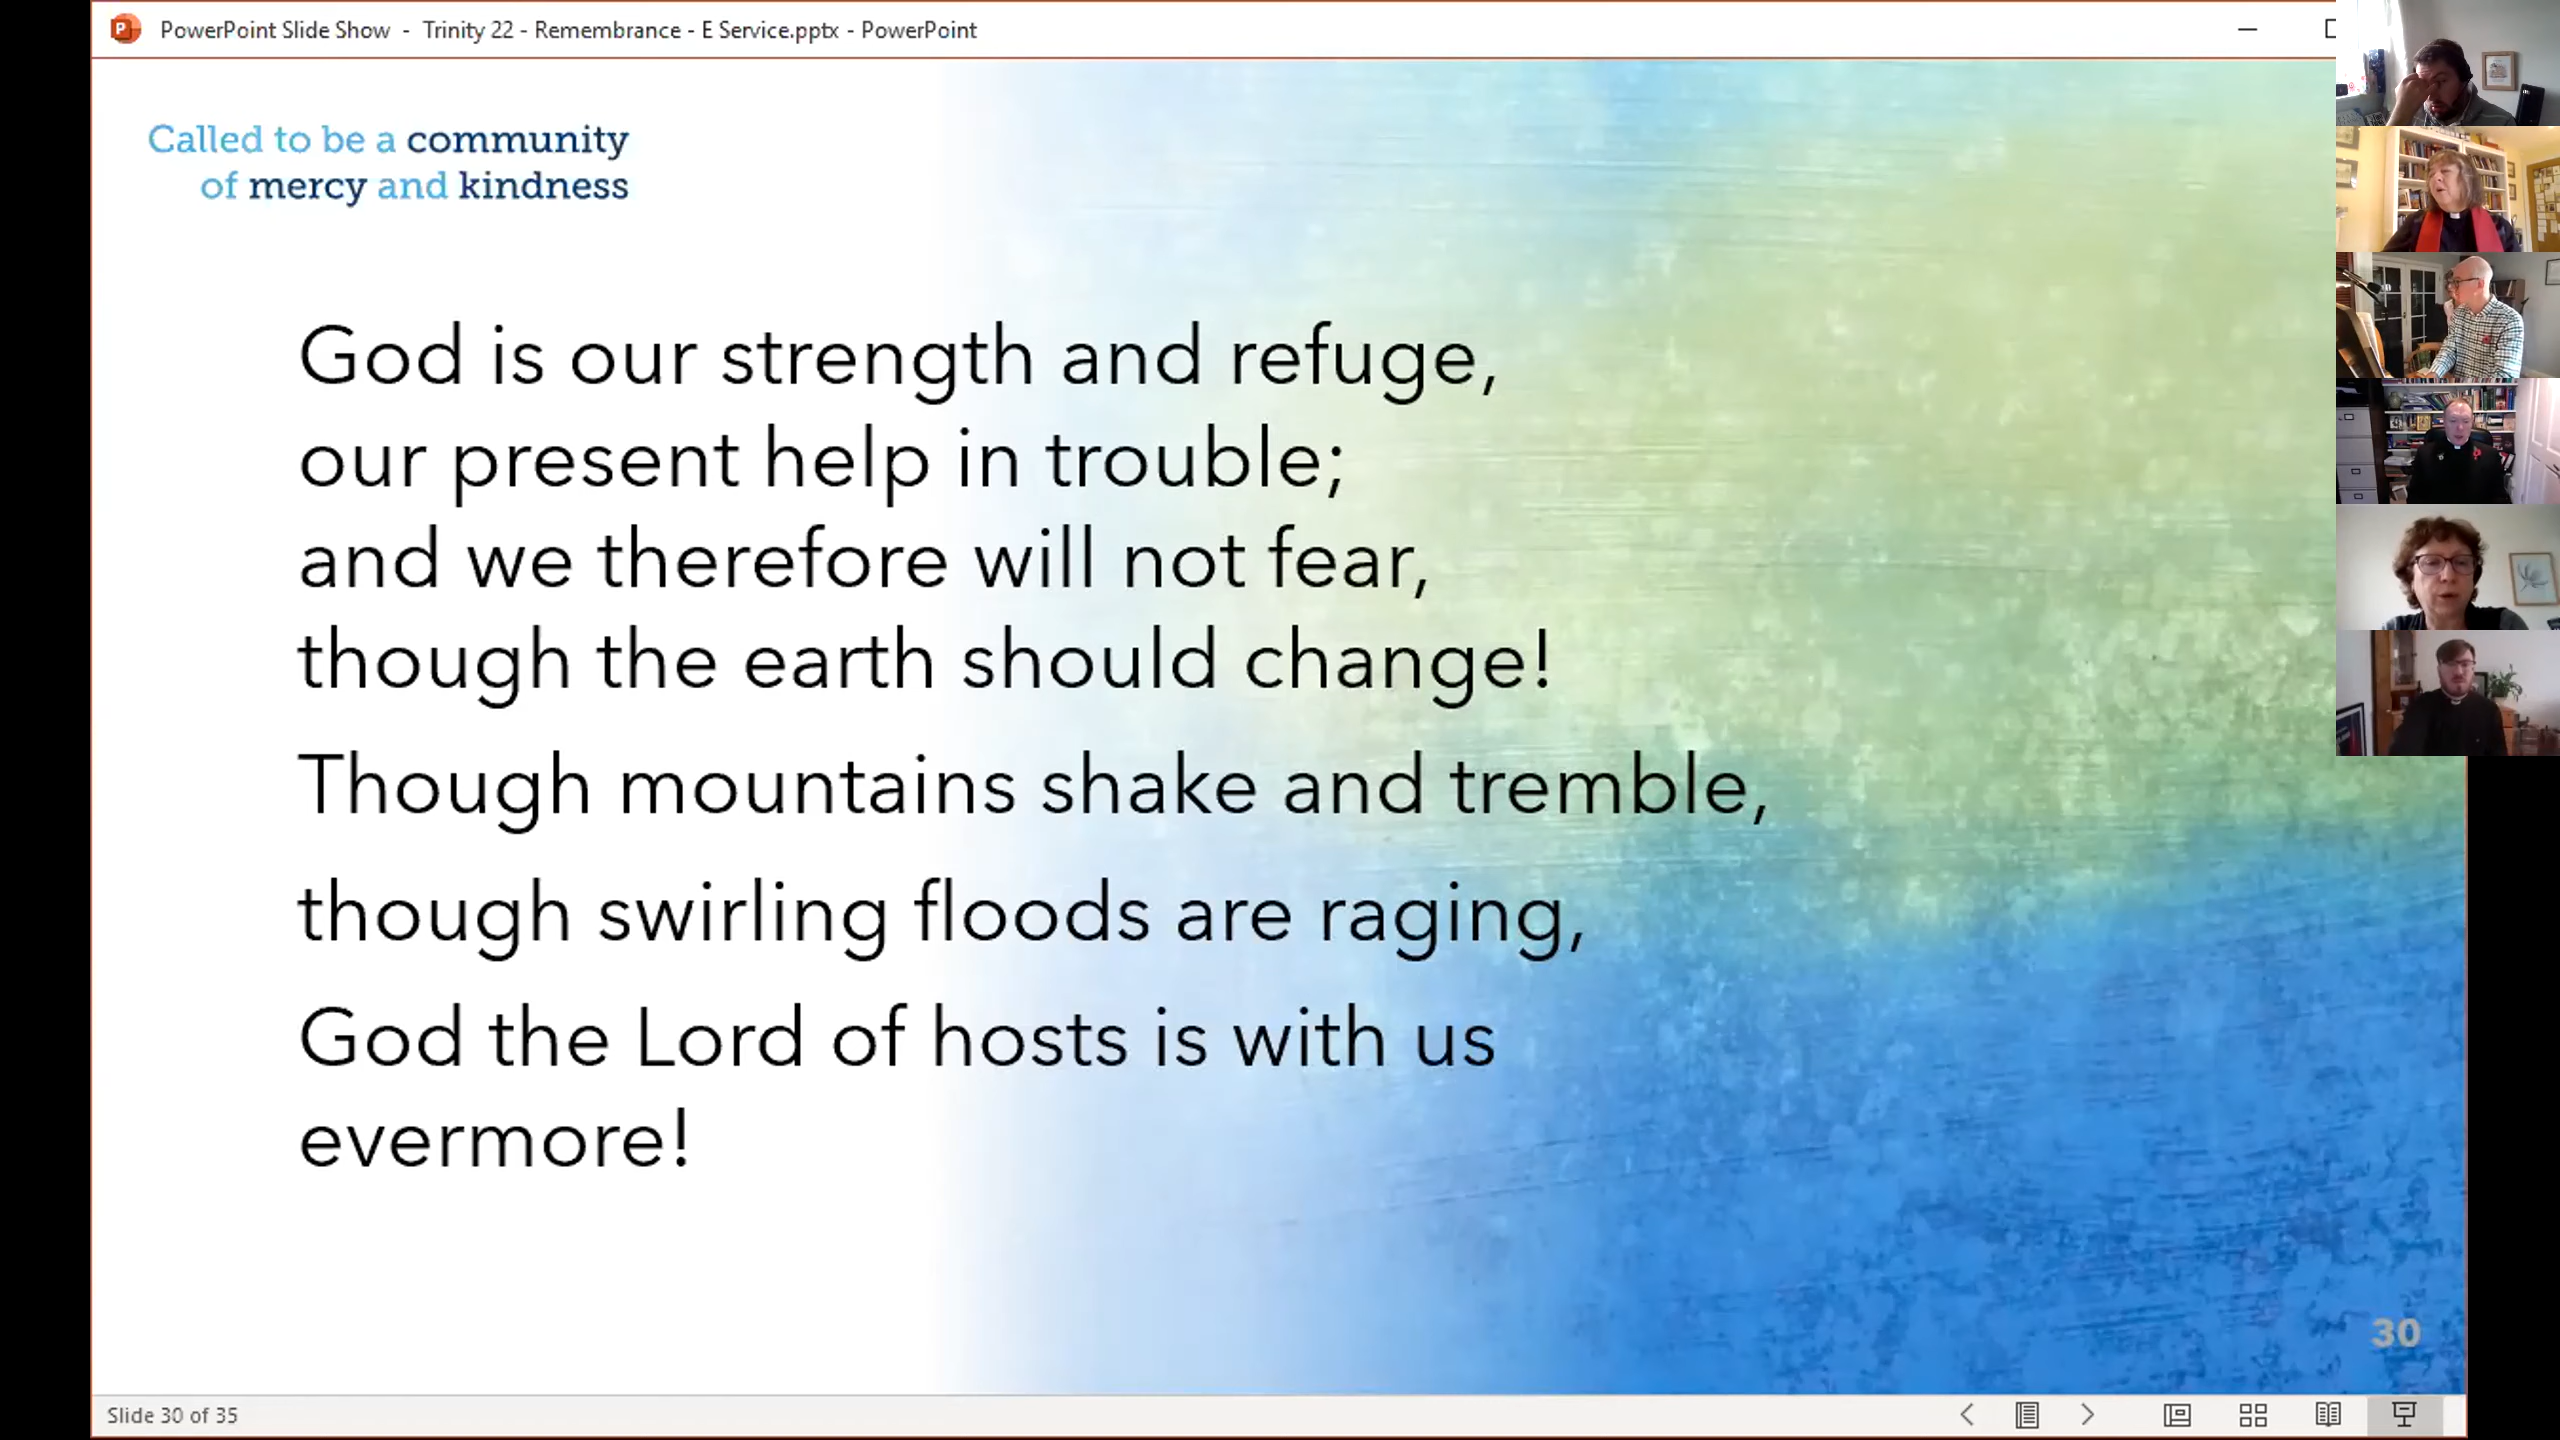 PowerPoint Slide Show - Trinity 22 - Remembrance - E Service.pptx - PowerPoint
Called to be a community
of mercy and kindness
God is our strength and refuge,
our present help in trouble;
and we therefore will not fear,
though the earth should change!
Though mountains shake and tremble,
though swirling floods are raging,
God the Lord of hosts is with us
evermore!
30
Slide 30 of 35